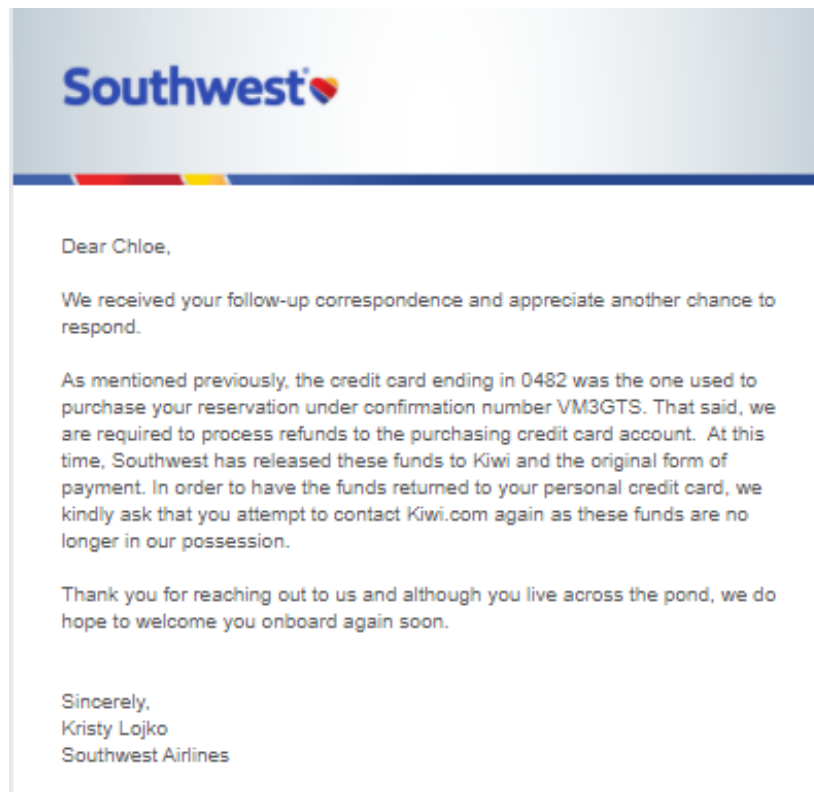 Southwest
Dear Chloe,
We received your follow-up correspondence and appreciate another chance to
respond.
As mentioned previously, the credit card ending in 0482 was the one used to
purchase your reservation under confirmation number VM3GTS. That said, we
are required to process refunds to the purchasing credit card account.  At this
time, Southwest has released these funds to Kiwi and the original form of
payment. In order to have the funds returned to your personal credit card, we
kindly ask that you attempt to contact Kiwi.com again as these funds are no
longer in our possession.
Thank you for reaching out to us and although you live across the pond, we do
hope to welcome you onboard again soon.
Sincerely,
Kristy Lojko
Southwest Airlines